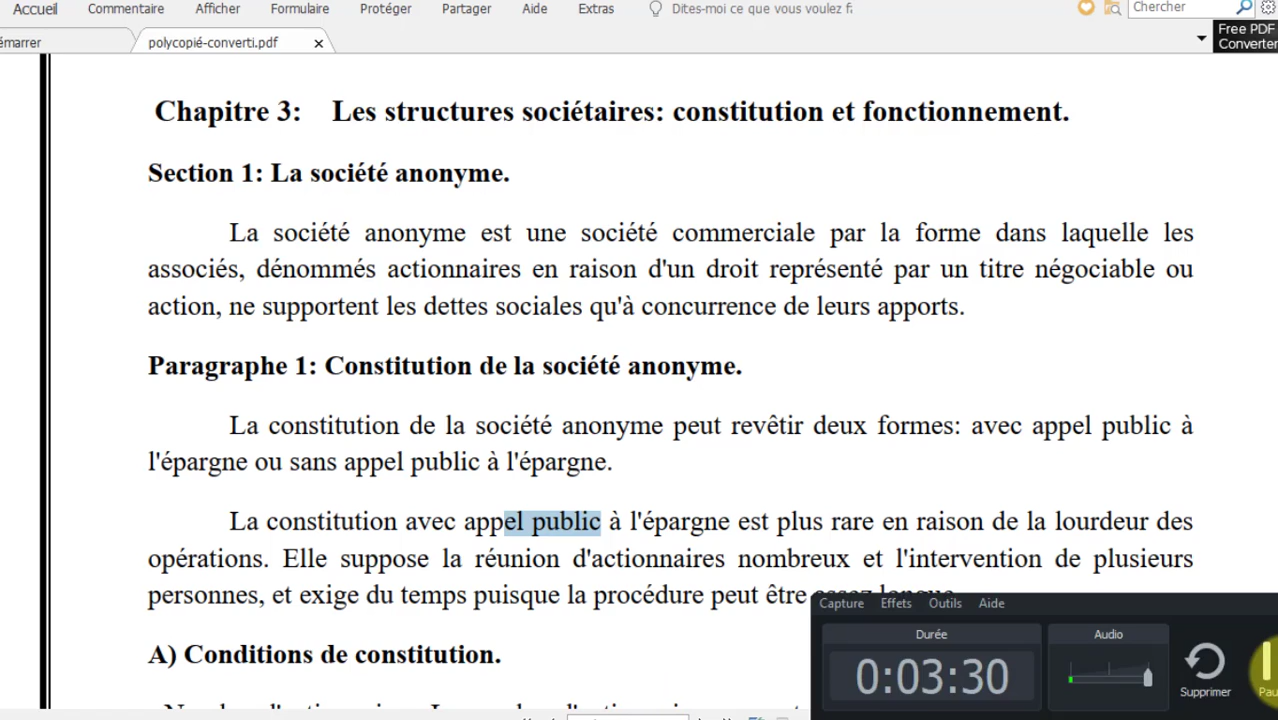 Accueil Commentaire Afficher Formulaire Protéger Partager Aide Extras Dites-moi ce que vous voulez f Chercher
émarrer polycopié-converti.pdf × Free PDF
Converter
Chapitre 3: Les structures sociétaires: constitution et fonctionnement.
Section 1: La société anonyme.
La société anonyme est une société commerciale par la forme dans laquelle les
associés, dénommés actionnaires en raison d'un droit représenté par un titre négociable ou
action, ne supportent les dettes sociales qu'à concurrence de leurs apports.
Paragraphe 1: Constitution de la société anonyme.
La constitution de la société anonyme peut revêtir deux formes: avec appel public à
l'épargne ou sans appel public à l'épargne.
La constitution avec appel public à l'épargne est plus rare en raison de la lourdeur des
opérations. Elle suppose la réunion d'actionnaires nombreux et l'intervention de plusieurs
personnes, et exige du temps puisque la procédure peut être assez longue
A) Conditions de constitution.
Capture Effets Outils Aide
Durée Audio
0:03:30
Supprimer Pau